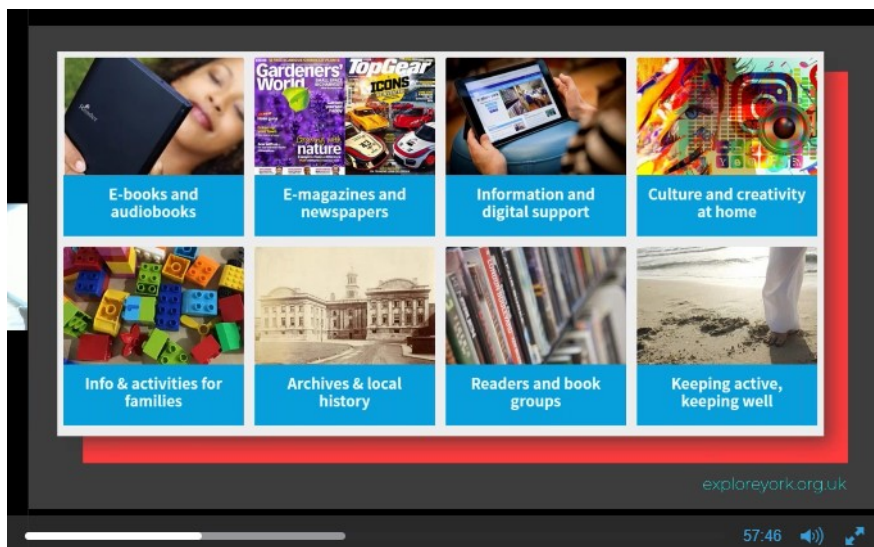 Gardeners'
World
TopGear
ICONS
nature
E-books and
audiobooks
E-magazines and
newspapers
Information and
digital support
Culture and creativity
at home
Info & activities for
families
Archives & local
history
Readers and book
groups
Keeping active,
keeping well
exploreyork.org.uk
57:46